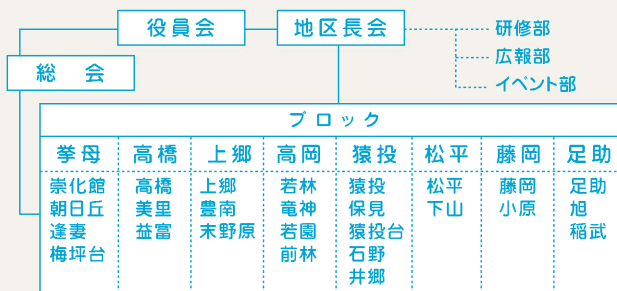 役員会
地区長会
研修部
広報部
イベント部
総 会
ブロック
挙母 高橋 上郷 高岡 猿投 松平 藤岡 足助
崇化館 高橋 上郷 若林 猿投 松平 藤岡 足助
朝日丘 美里 豊南 竜神 保見 下山 小原 旭
逢妻 益富 末野原 若園 猿投台 稲武
梅坪台 前林 石野
井郷